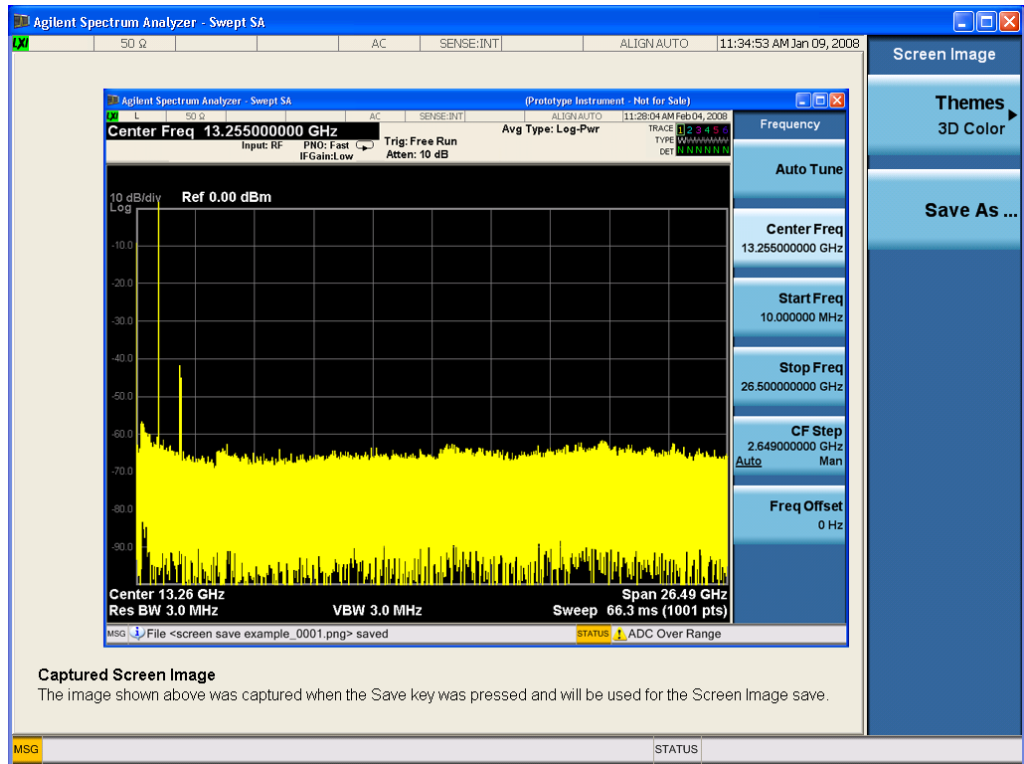 Agilent Spectrum Analyzer - Swept SA
LXI 50 Ω AC SENSE:INT ALIGN AUTO 11:34:53 AM Jan 09, 2008
Screen Image
Themes
3D Color
Save As ...
Agilent Spectrum Analyzer - Swept SA (Prototype Instrument - Not for Sale)
LXI L 50 Ω AC SENSE:INT ALIGN AUTO 11:28:04 AM Feb 04, 2008
Center Freq 13.255000000 GHz
Input: RF PNO: Fast
IFGain:Low
Trig: Free Run
Atten: 10 dB
Avg Type: Log-Pwr
TRACE 1 2 3 4 5 6
TYPE WWWWWW
DET N N N N N N
10 dB/div Ref 0.00 dBm
Log
-10.0
-20.0
-30.0
-40.0
-50.0
-60.0
-70.0
-80.0
-90.0
Center 13.26 GHz Span 26.49 GHz
Res BW 3.0 MHz VBW 3.0 MHz Sweep 66.3 ms (1001 pts)
MSG File <screen save example_0001.png> saved STATUS ADC Over Range
Frequency
Auto Tune
Center Freq
13.255000000 GHz
Start Freq
10.000000 MHz
Stop Freq
26.500000000 GHz
CF Step
2.649000000 GHz
Auto Man
Freq Offset
0 Hz
Captured Screen Image
The image shown above was captured when the Save key was pressed and will be used for the Screen Image save.
MSG STATUS